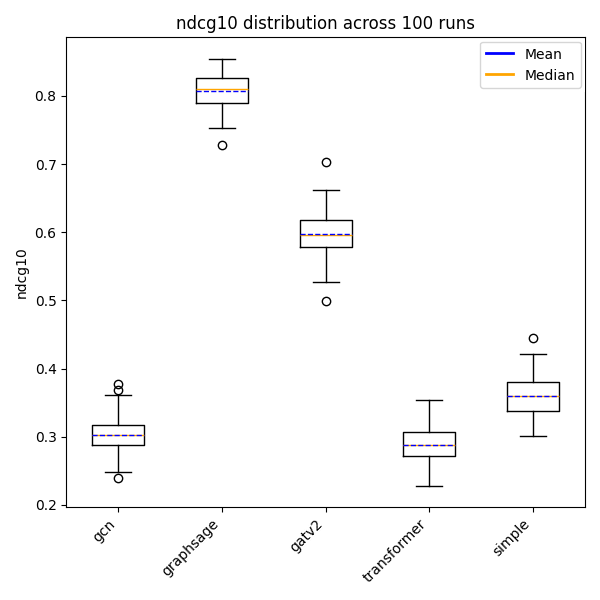 ndcg10 distribution across 100 runs
Mean
Median
ndcg10
0.8
0.7
0.6
0.5
0.4
0.3
0.2
gcn
graphsage
gatv2
transformer
simple